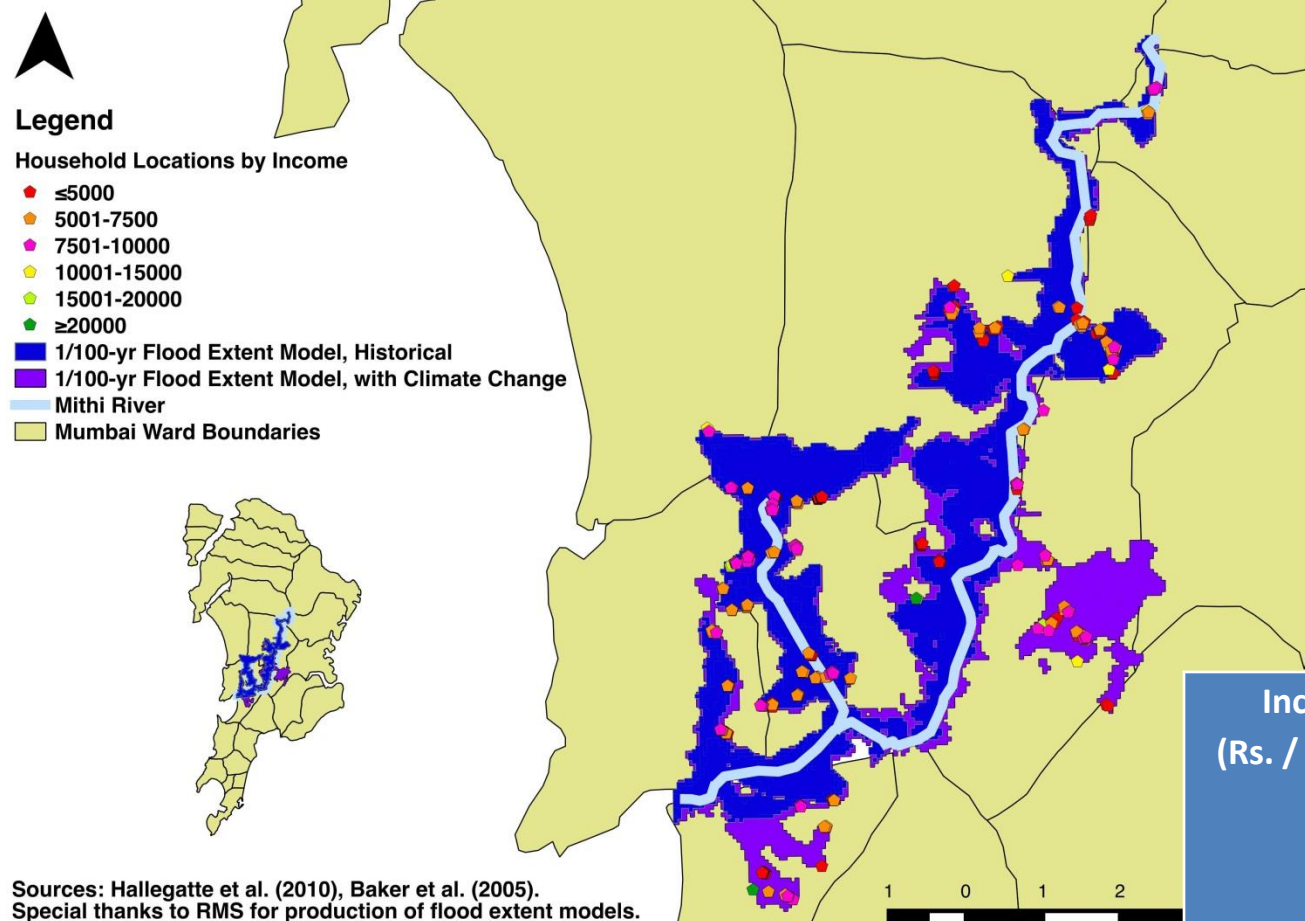 Legend
Household Locations by Income
≤5000
5001-7500
7501-10000
10001-15000
15001-20000
≥20000
1/100-yr Flood Extent Model, Historical
1/100-yr Flood Extent Model, with Climate Change
Mithi River
Mumbai Ward Boundaries
Sources: Hallegatte et al. (2010), Baker et al. (2005).
Special thanks to RMS for production of flood extent models.
1 0 1 2
(Rs. /